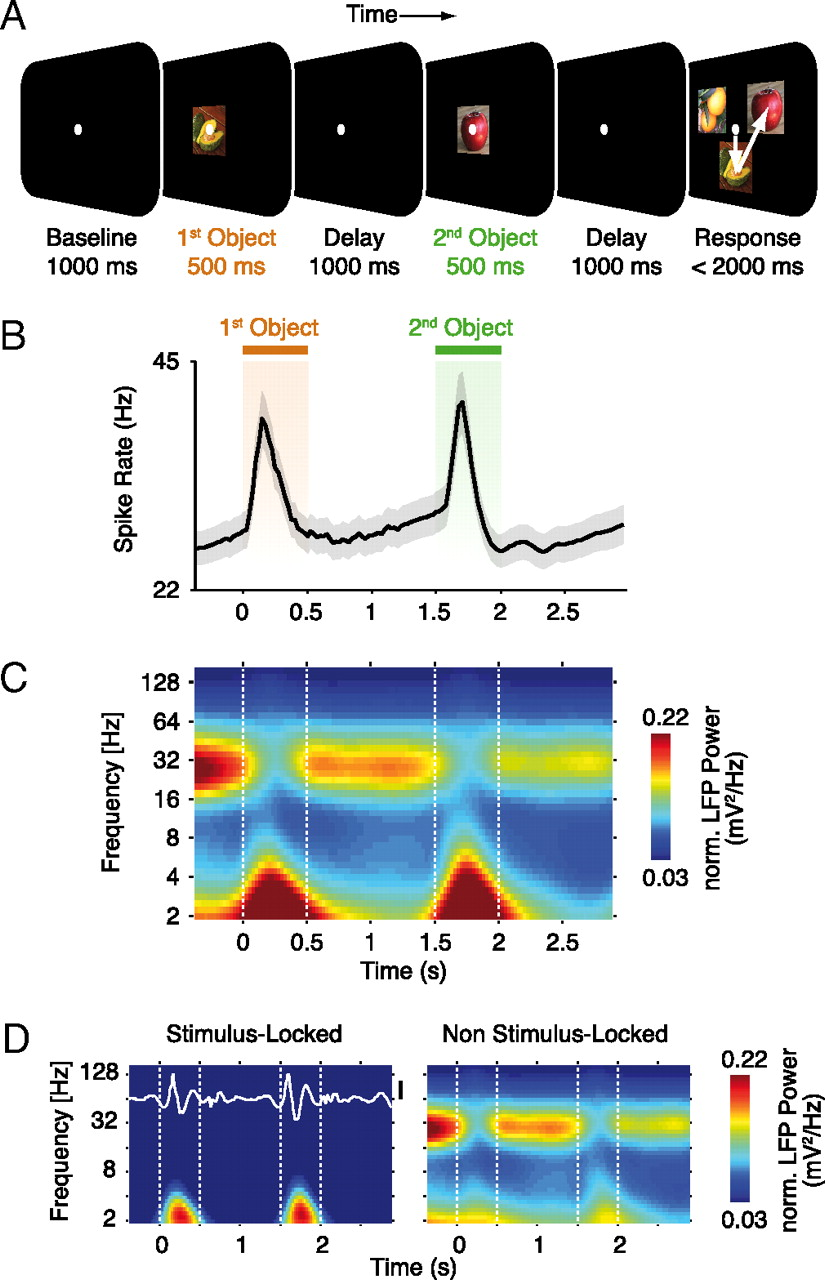 A
Time
Baseline
1000 ms
1st Object
500 ms
Delay
1000 ms
2nd Object
500 ms
Delay
1000 ms
Response
< 2000 ms
B
1st Object
2nd Object
45
Spike Rate (Hz)
22
0 0.5 1 1.5 2 2.5
C
128
64
32
16
8
4
2
Frequency [Hz]
0 0.5 1 1.5 2 2.5
Time (s)
0.22
0.03
norm. LFP Power
(mV²/Hz)
D
Stimulus-Locked
Non Stimulus-Locked
128
32
8
2
Frequency [Hz]
0 1 2
0 1 2
Time (s)
0.22
0.03
norm. LFP Power
(mV²/Hz)